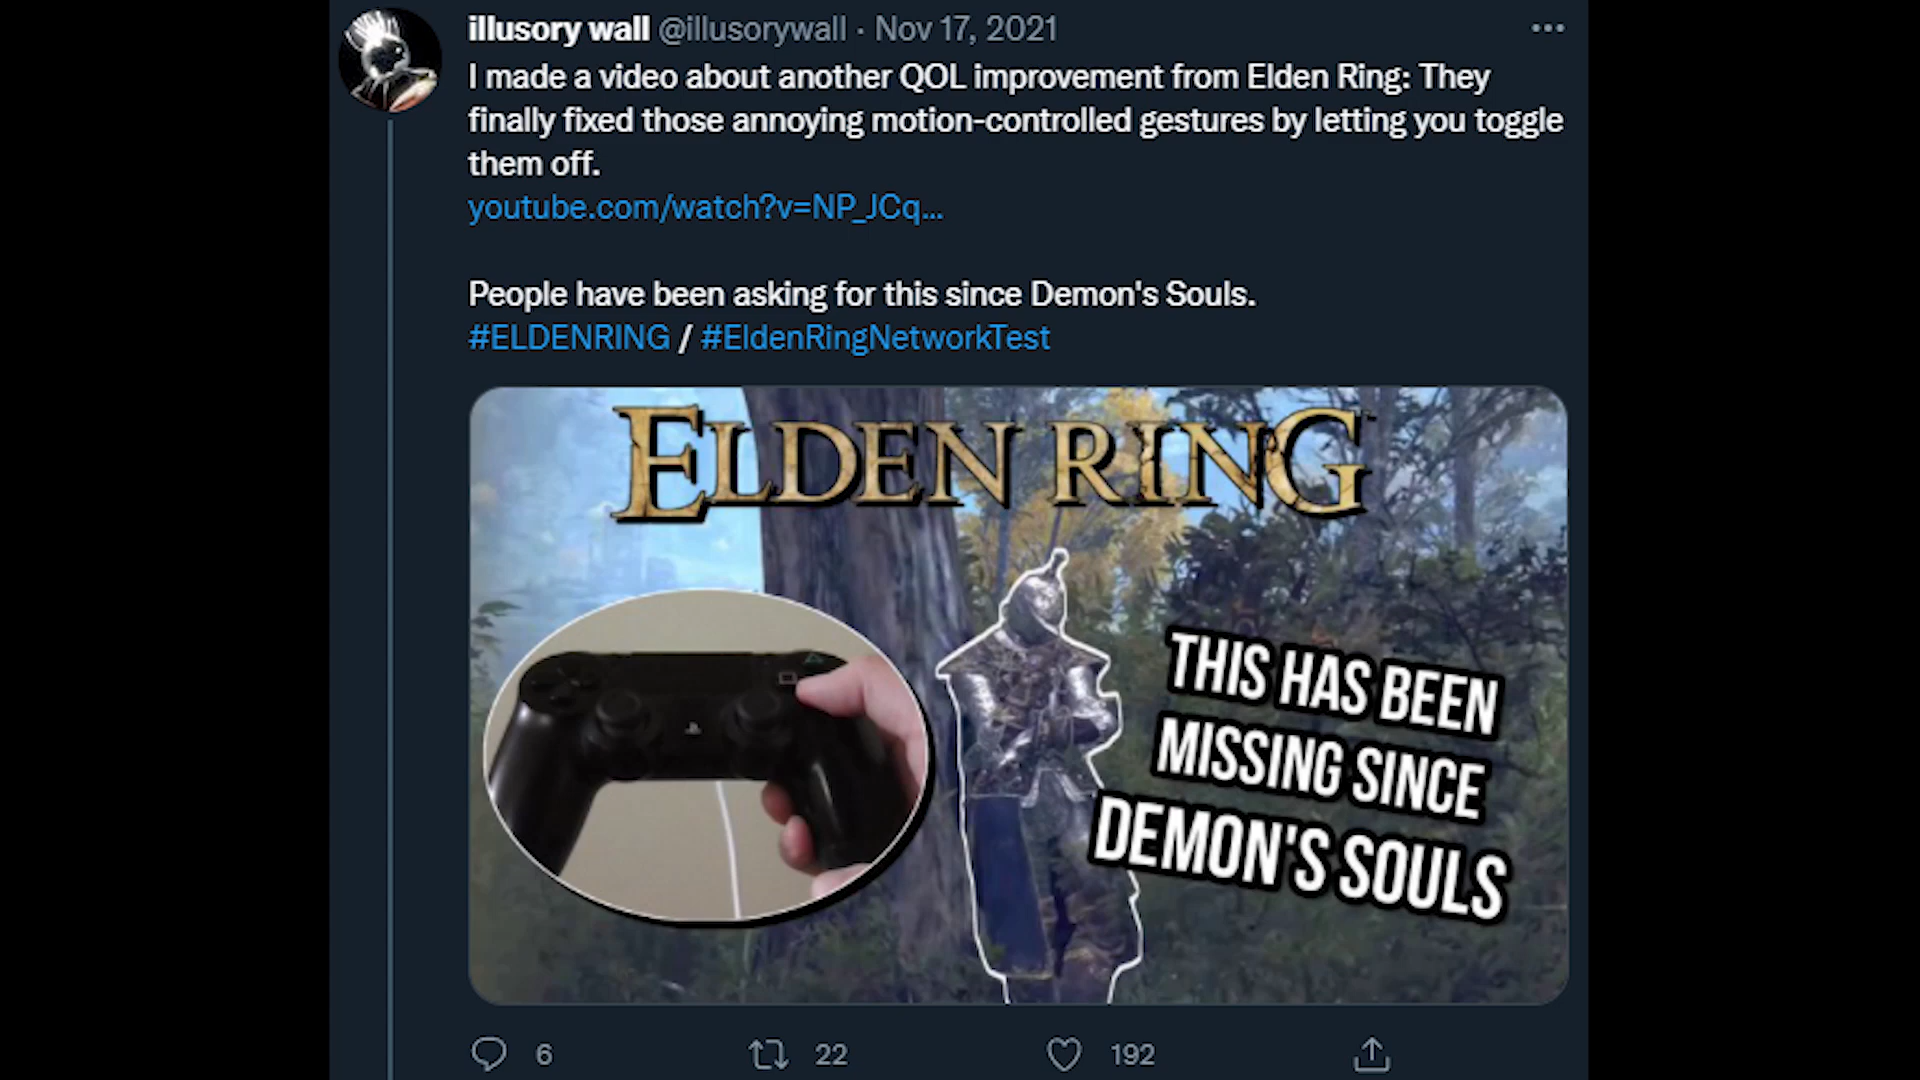 illusory wall @illusorywall · Nov 17, 2021
I made a video about another QOL improvement from Elden Ring: They
finally fixed those annoying motion-controlled gestures by letting you toggle
them off.
youtube.com/watch?v=NP_JCq...
People have been asking for this since Demon's Souls.
#ELDENRING / #EldenRingNetworkTest
ELDEN RING
THIS HAS BEEN
MISSING SINCE
DEMON'S SOULS
6 22 192